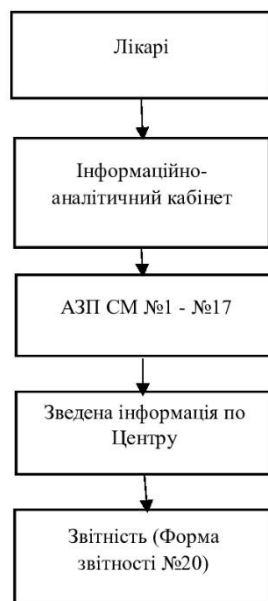 Лікарі
Інформаційно-
аналітичний кабінет
АЗП СМ №1 - №17
Зведена інформація по
Центру
Звітність (Форма
звітності №20)